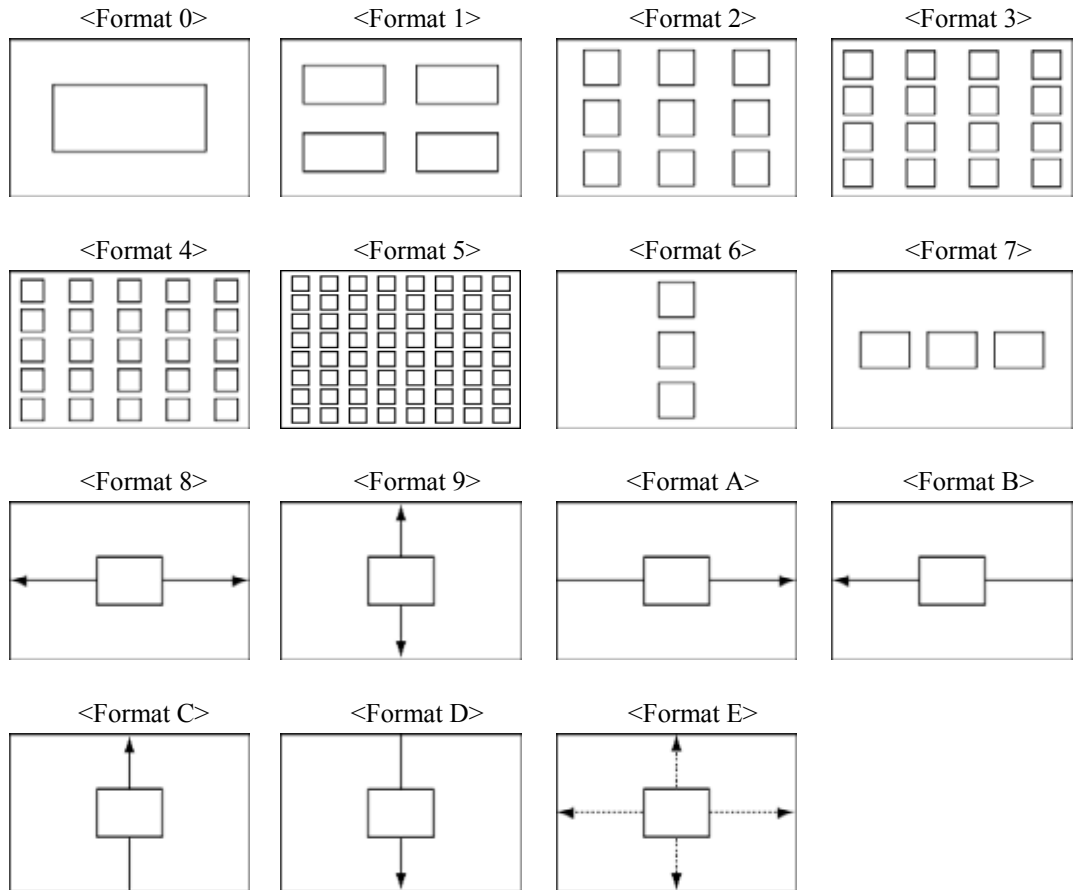 <Format 0> <Format 1> <Format 2> <Format 3>
<Format 4> <Format 5> <Format 6> <Format 7>
<Format 8> <Format 9> <Format A> <Format B>
<Format C> <Format D> <Format E>